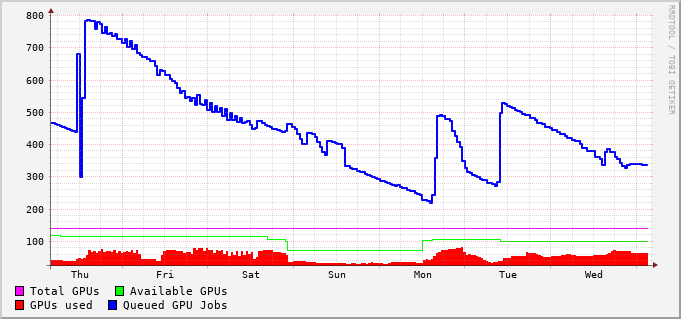 800
700
600
500
400
300
200
100
Thu Fri Sat Sun Mon Tue Wed
Total GPUs Available GPUs
GPUs used Queued GPU Jobs
RRDTOOL / TOBI OETIKER